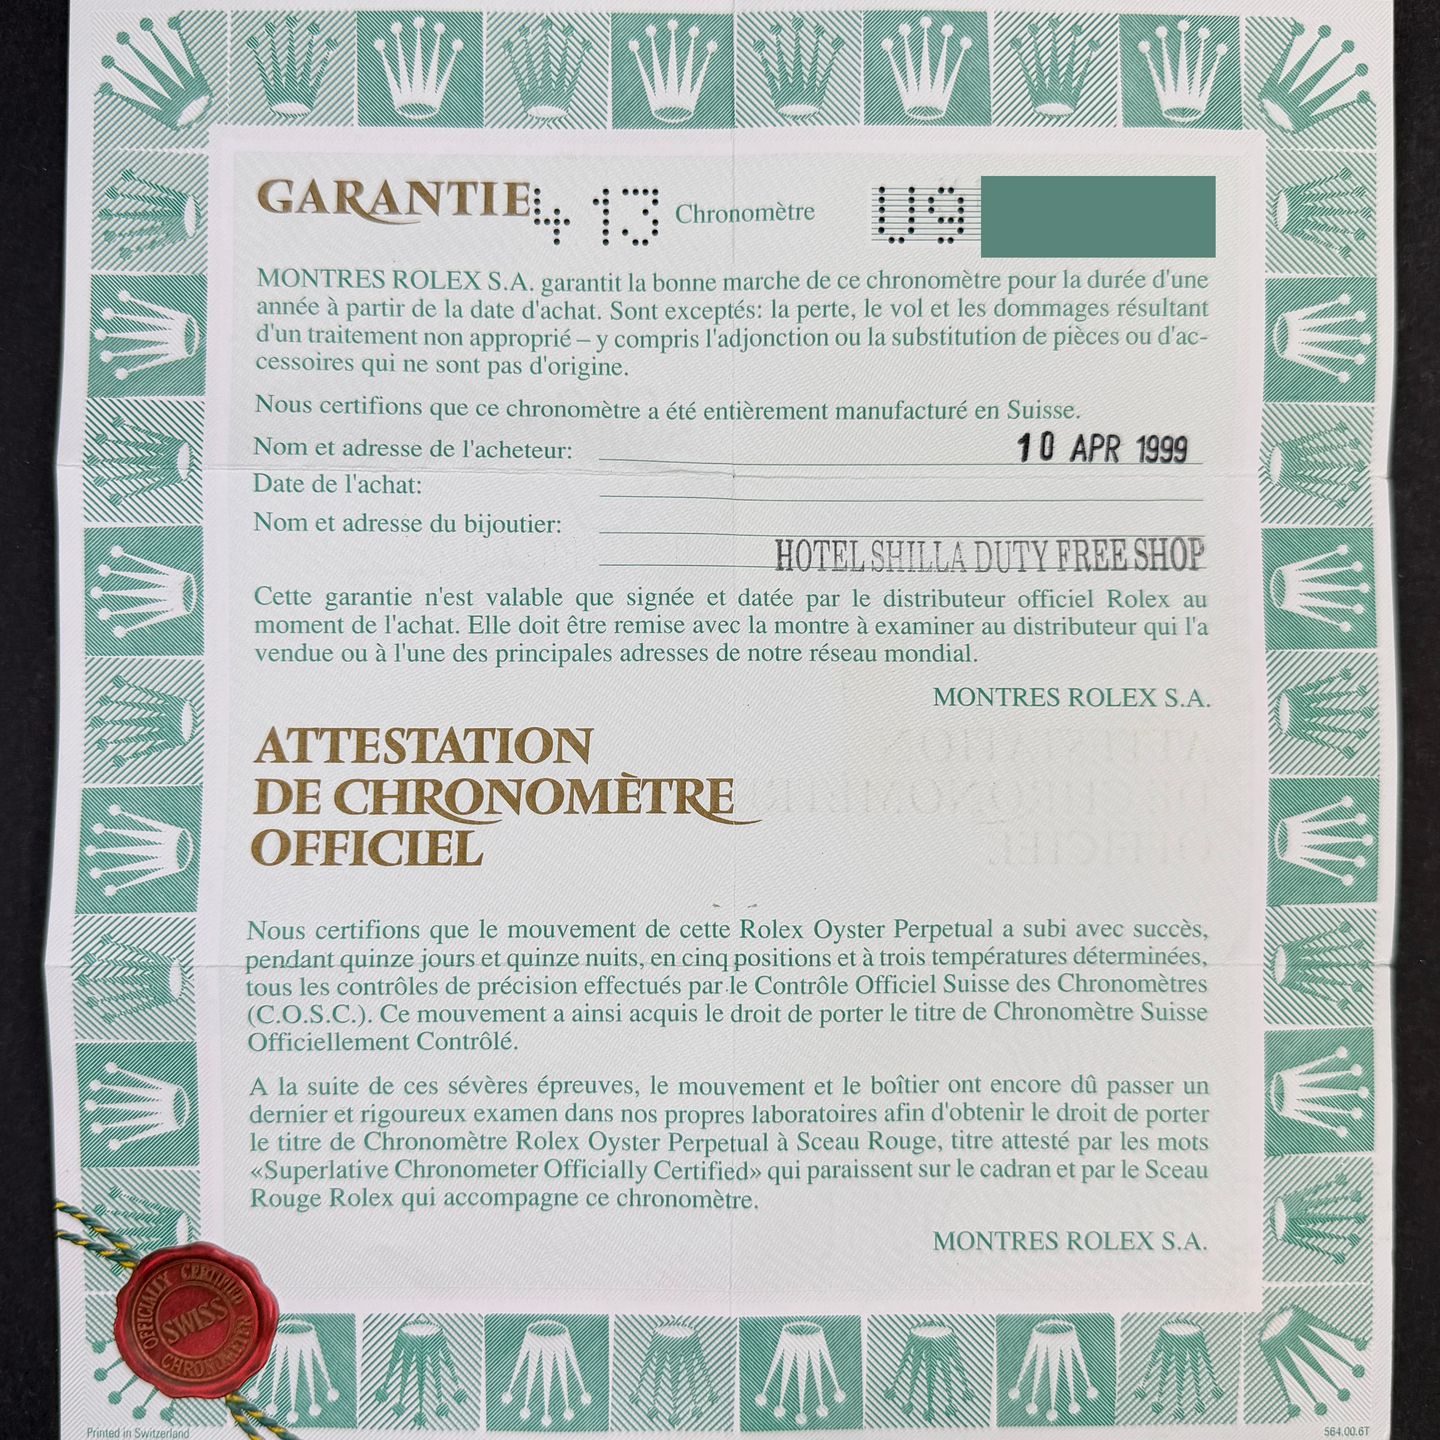 GARANTIE 413 Chronomètre U9
MONTRES ROLEX S.A. garantit la bonne marche de ce chronomètre pour la durée d'une
année à partir de la date d'achat. Sont exceptés: la perte, le vol et les dommages résultant
d'un traitement non approprié – y compris l'adjonction ou la substitution de pièces ou d'ac-
cessoires qui ne sont pas d'origine.
Nous certifions que ce chronomètre a été entièrement manufacturé en Suisse.
Nom et adresse de l'acheteur: 10 APR 1999
Date de l'achat:
Nom et adresse du bijoutier:
HOTEL SHILLA DUTY FREE SHOP
Cette garantie n'est valable que signée et datée par le distributeur officiel Rolex au
moment de l'achat. Elle doit être remise avec la montre à examiner au distributeur qui l'a
vendue ou à l'une des principales adresses de notre réseau mondial.
MONTRES ROLEX S.A.
ATTESTATION
DE CHRONOMÈTRE
OFFICIEL
Nous certifions que le mouvement de cette Rolex Oyster Perpetual a subi avec succès,
pendant quinze jours et quinze nuits, en cinq positions et à trois températures déterminées,
tous les contrôles de précision effectués par le Contrôle Officiel Suisse des Chronomètres
(C.O.S.C.). Ce mouvement a ainsi acquis le droit de porter le titre de Chronomètre Suisse
Officiellement Contrôlé.
A la suite de ces sévères épreuves, le mouvement et le boîtier ont encore dû passer un
dernier et rigoureux examen dans nos propres laboratoires afin d'obtenir le droit de porter
le titre de Chronomètre Rolex Oyster Perpetual à Sceau Rouge, titre attesté par les mots
«Superlative Chronometer Officially Certified» qui paraissent sur le cadran et par le Sceau
Rouge Rolex qui accompagne ce chronomètre.
MONTRES ROLEX S.A.
OFFICIALLY CERTIFIED
SWISS
CHRONOMETER
Printed in Switzerland
564.00.6T